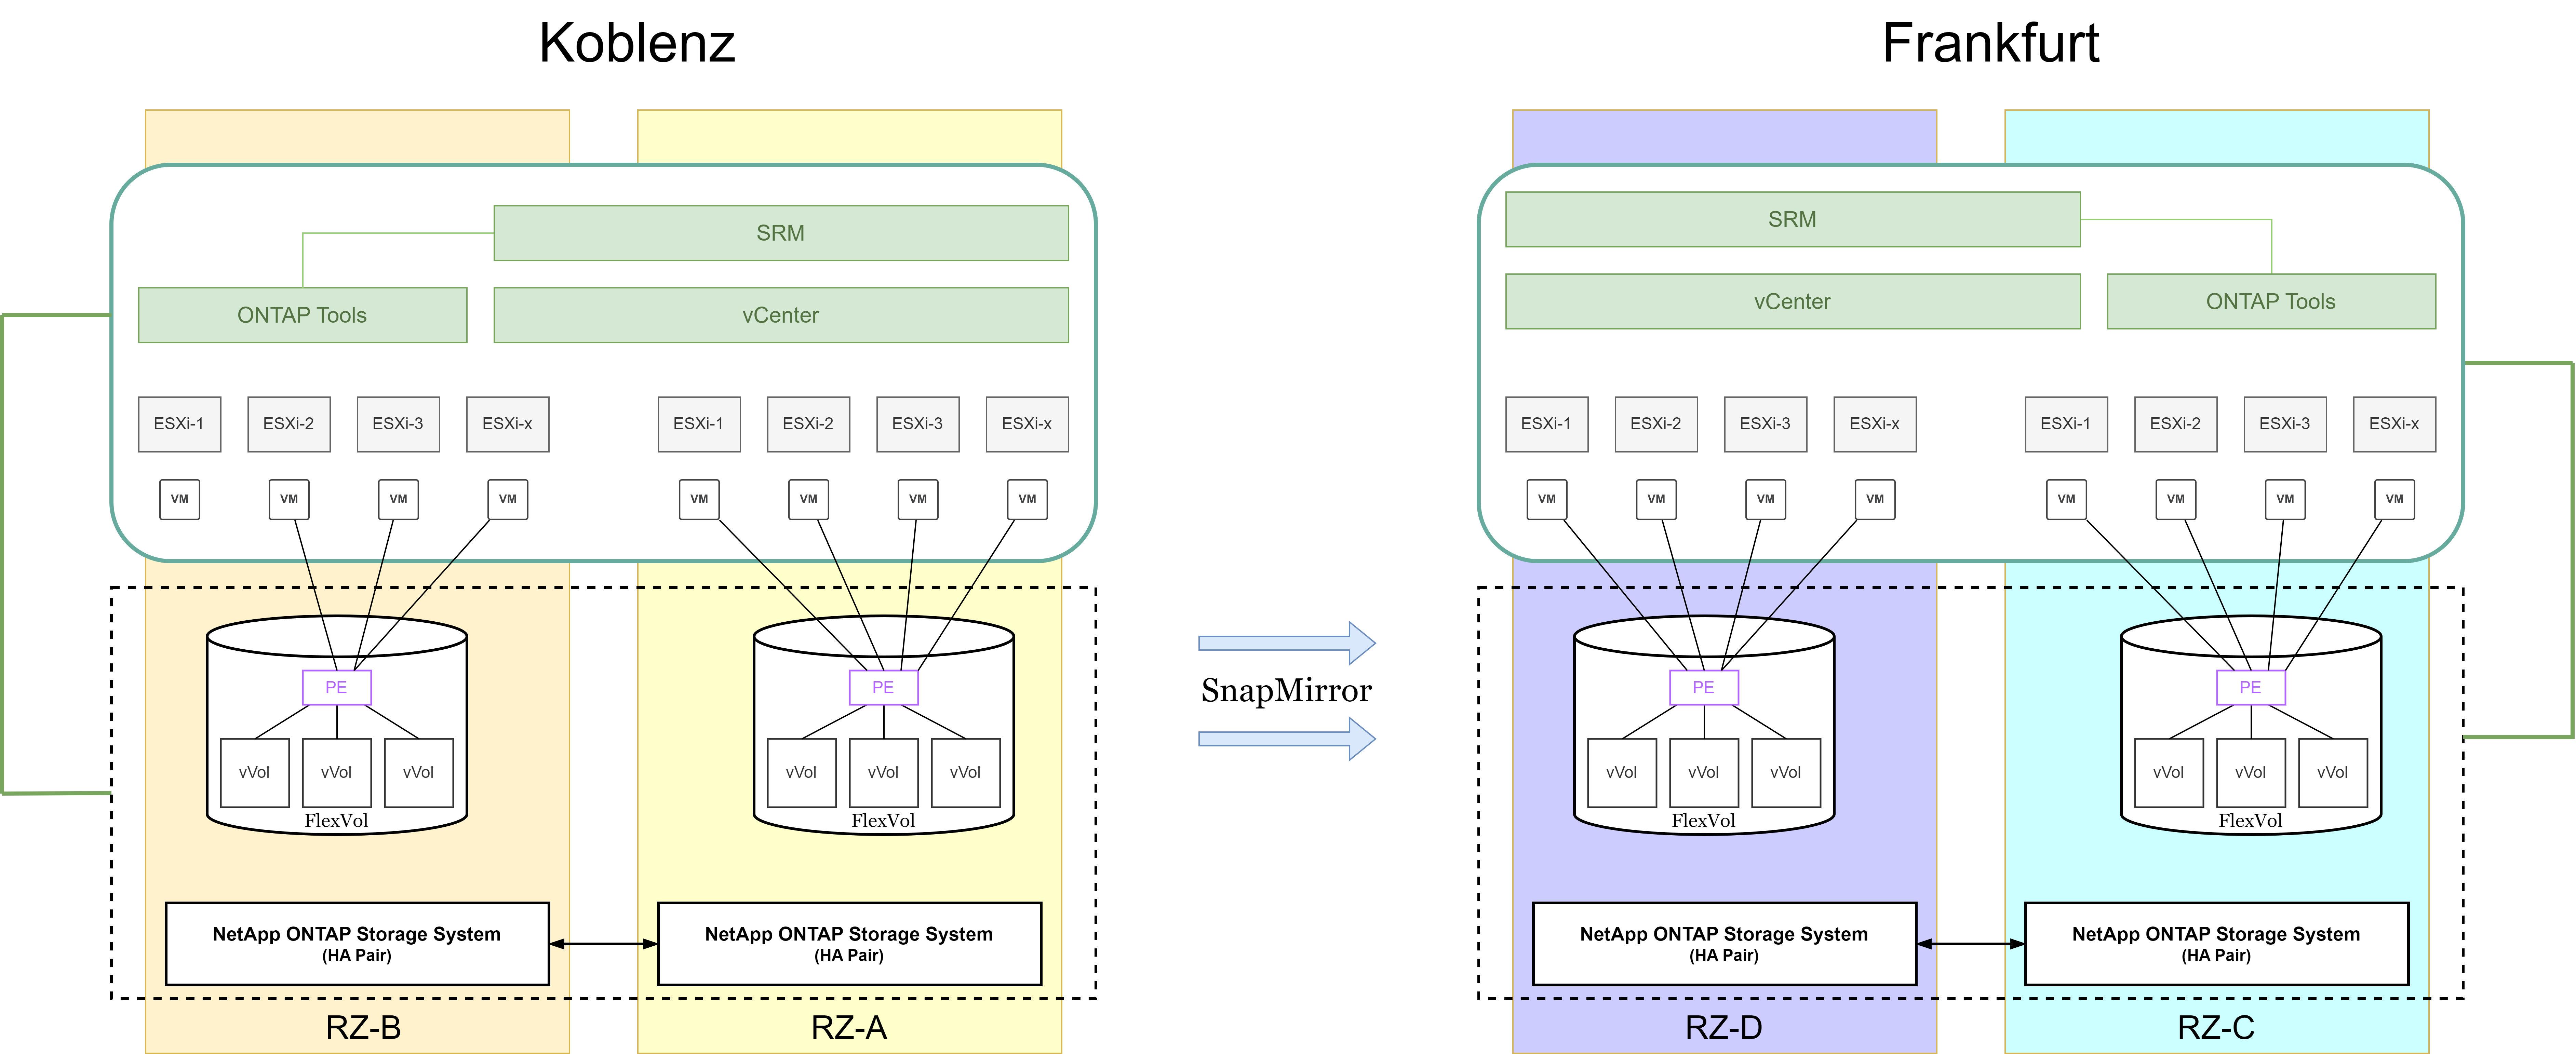 Koblenz
Frankfurt
SRM
ONTAP Tools
vCenter
ESXi-1
ESXi-2
ESXi-3
ESXi-x
ESXi-1
ESXi-2
ESXi-3
ESXi-x
VM
VM
VM
VM
VM
VM
VM
VM
PE
PE
vVol
vVol
vVol
vVol
vVol
vVol
FlexVol
FlexVol
NetApp ONTAP Storage System
(HA Pair)
NetApp ONTAP Storage System
(HA Pair)
RZ-B
RZ-A
SnapMirror
SRM
vCenter
ONTAP Tools
ESXi-1
ESXi-2
ESXi-3
ESXi-x
ESXi-1
ESXi-2
ESXi-3
ESXi-x
VM
VM
VM
VM
VM
VM
VM
VM
PE
PE
vVol
vVol
vVol
vVol
vVol
vVol
FlexVol
FlexVol
NetApp ONTAP Storage System
(HA Pair)
NetApp ONTAP Storage System
(HA Pair)
RZ-D
RZ-C